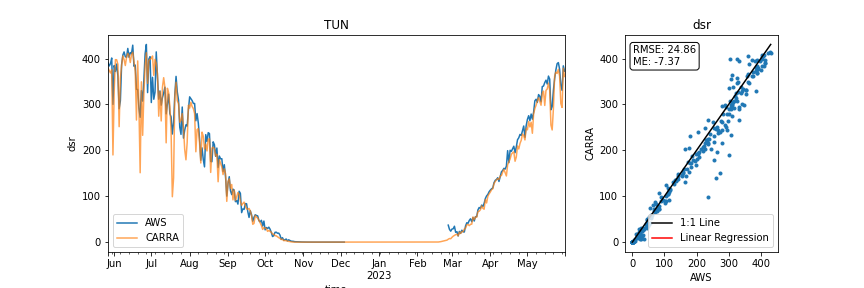 TUN
dsr
400
300
200
100
0
dsr
AWS
CARRA
Jun Jul Aug Sep Oct Nov Dec Jan Feb Mar Apr May
2023
dsr
RMSE: 24.86
ME: -7.37
400
300
200
100
0
CARRA
1:1 Line
Linear Regression
0 100 200 300 400
AWS